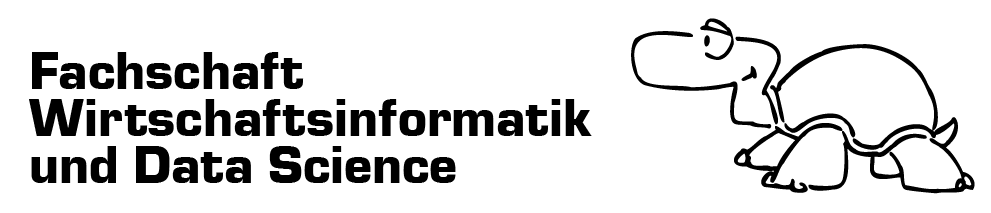 Fachschaft
Wirtschaftsinformatik
und Data Science